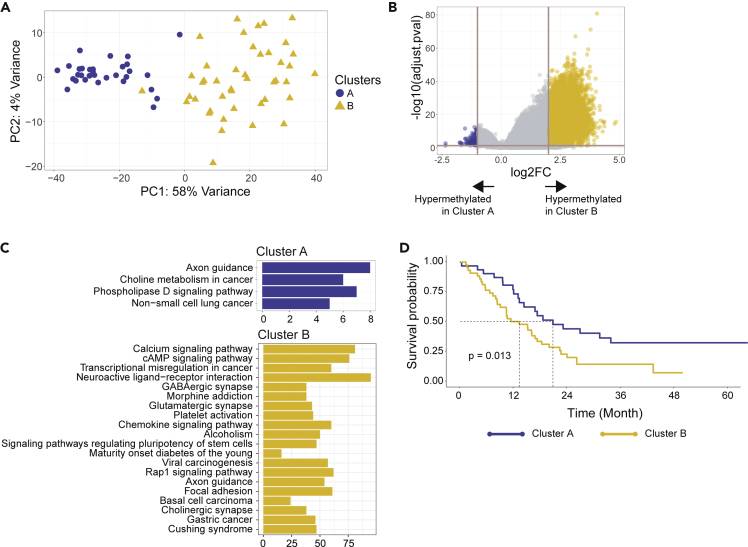 A
PC2: 4% Variance
10
0
−10
−20
−40
−20
0
20
40
PC1: 58% Variance
Clusters
A
B
B
-log10(adjust.pval)
80
60
40
20
0
-2.5
0.0
2.5
5.0
log2FC
Hypermethylated
in Cluster A
Hypermethylated
in Cluster B
C
Cluster A
Axon guidance
Choline metabolism in cancer
Phospholipase D signaling pathway
Non−small cell lung cancer
0 2 4 6 8
Cluster B
Calcium signaling pathway
cAMP signaling pathway
Transcriptional misregulation in cancer
Neuroactive ligand−receptor interaction
GABAergic synapse
Morphine addiction
Glutamatergic synapse
Platelet activation
Chemokine signaling pathway
Alcoholism
Signaling pathways regulating pluripotency of stem cells
Maturity onset diabetes of the young
Viral carcinogenesis
Rap1 signaling pathway
Axon guidance
Focal adhesion
Basal cell carcinoma
Cholinergic synapse
Gastric cancer
Cushing syndrome
0 25 50 75
D
Survival probability
1.00
0.75
0.50
0.25
0.00
p = 0.013
0 12 24 36 48 60
Time (Month)
Cluster A
Cluster B